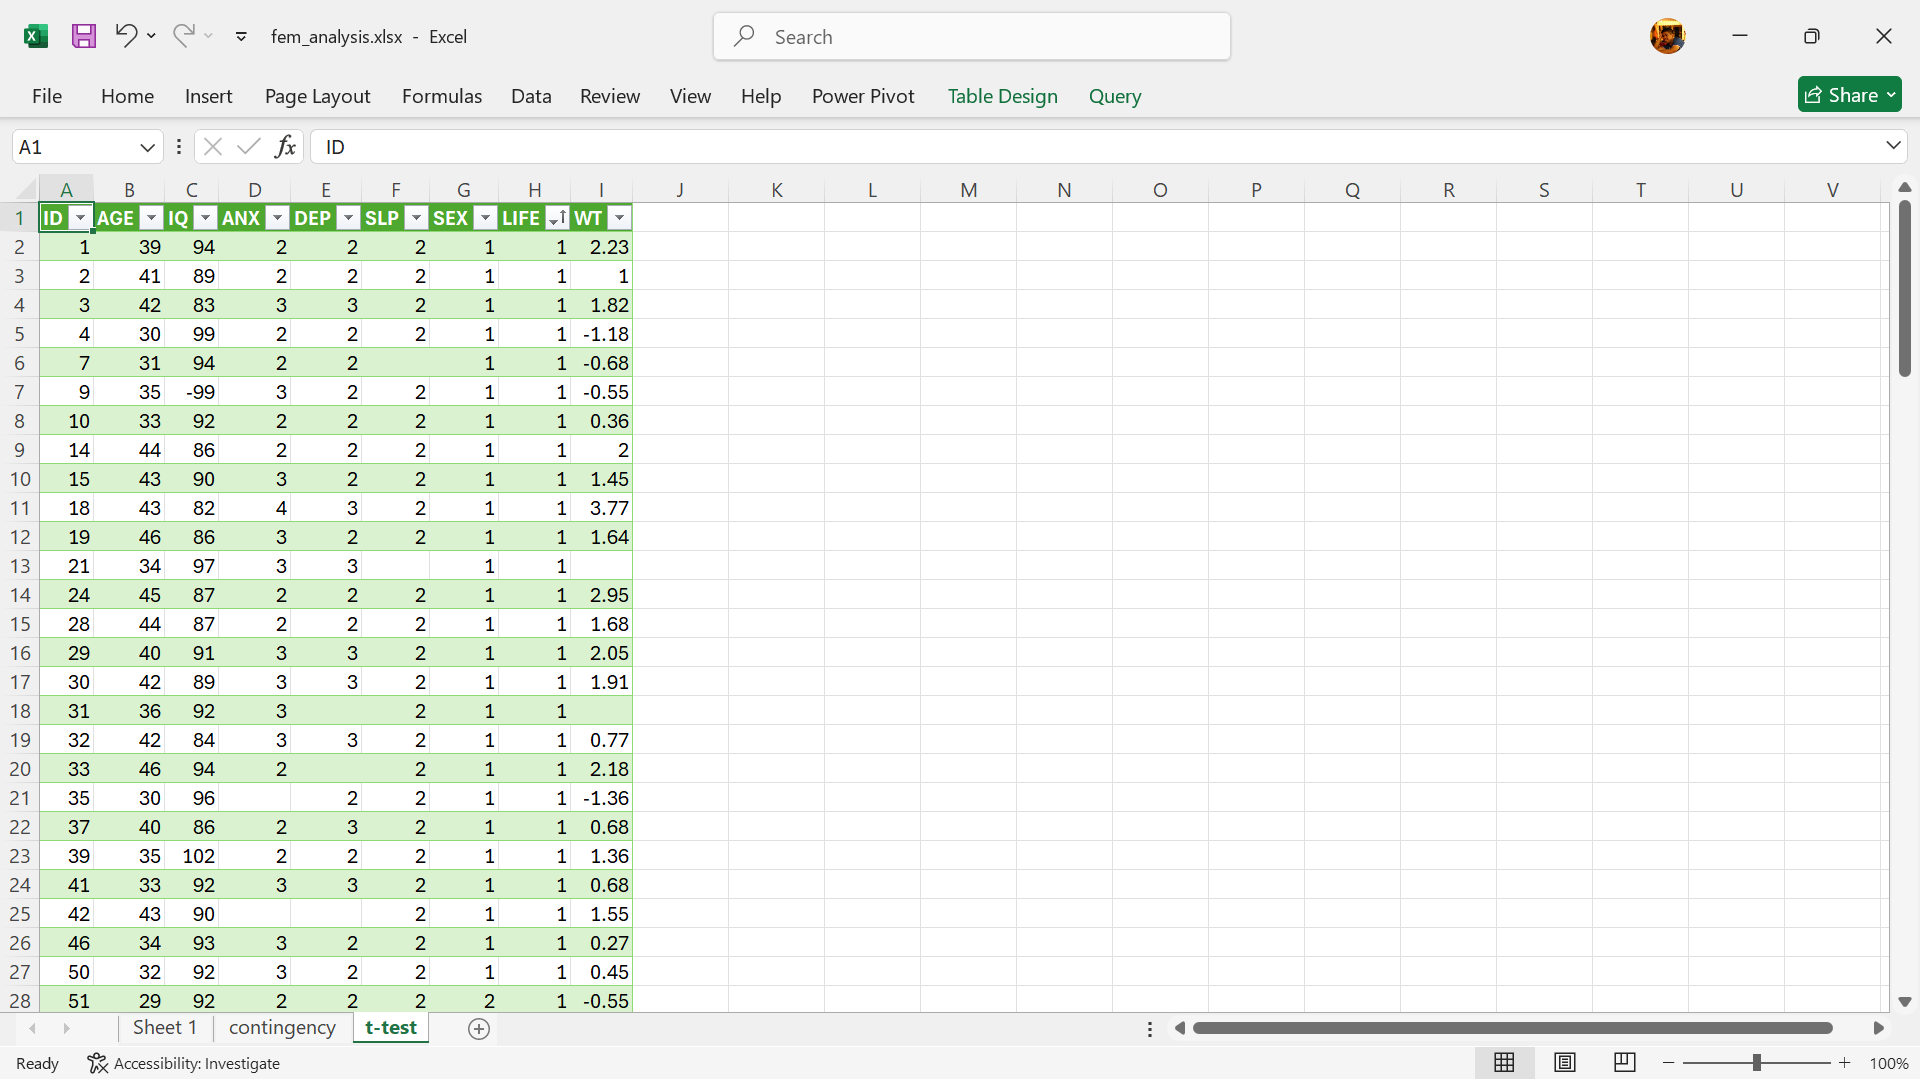 fem_analysis.xlsx - Excel
Search
File Home Insert Page Layout Formulas Data Review View Help Power Pivot Table Design Query Share
A1 fx ID
A B C D E F G H I J K L M N O P Q R S T U V
1 ID AGE IQ ANX DEP SLP SEX LIFE WT
2 1 39 94 2 2 2 1 1 2.23
3 2 41 89 2 2 2 1 1 1
4 3 42 83 3 3 2 1 1 1.82
5 4 30 99 2 2 2 1 1 -1.18
6 7 31 94 2 2 1 1 -0.68
7 9 35 -99 3 2 2 1 1 -0.55
8 10 33 92 2 2 2 1 1 0.36
9 14 44 86 2 2 2 1 1 2
10 15 43 90 3 2 2 1 1 1.45
11 18 43 82 4 3 2 1 1 3.77
12 19 46 86 3 2 2 1 1 1.64
13 21 34 97 3 3 1 1
14 24 45 87 2 2 2 1 1 2.95
15 28 44 87 2 2 2 1 1 1.68
16 29 40 91 3 3 2 1 1 2.05
17 30 42 89 3 3 2 1 1 1.91
18 31 36 92 3 2 1 1
19 32 42 84 3 3 2 1 1 0.77
20 33 46 94 2 2 1 1 2.18
21 35 30 96 2 2 1 1 -1.36
22 37 40 86 2 3 2 1 1 0.68
23 39 35 102 2 2 2 1 1 1.36
24 41 33 92 3 3 2 1 1 0.68
25 42 43 90 2 1 1 1.55
26 46 34 93 3 2 2 1 1 0.27
27 50 32 92 3 2 2 1 1 0.45
28 51 29 92 2 2 2 2 1 -0.55
Sheet 1 contingency t-test
Ready Accessibility: Investigate 100%